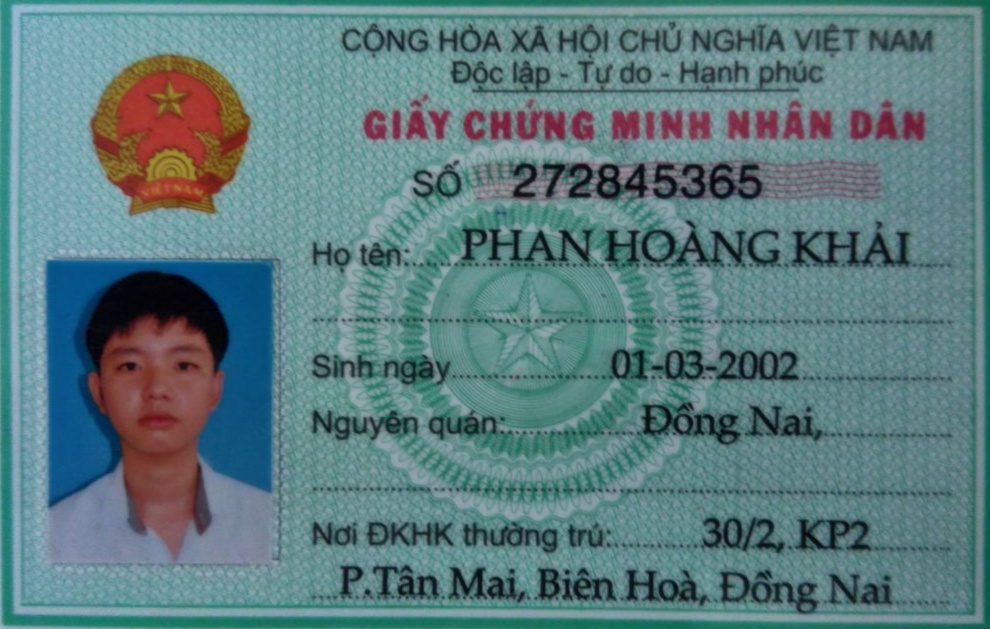 CỘNG HÒA XÃ HỘI CHỦ NGHĨA VIỆT NAM
Độc lập - Tự do - Hạnh phúc
GIẤY CHỨNG MINH NHÂN DÂN
VIỆT NAM
SỐ 272845365
Họ tên: PHAN HOÀNG KHẢI
Sinh ngày 01-03-2002
Nguyên quán: Đồng Nai,
Nơi ĐKHK thường trú: 30/2, KP2
P.Tân Mai, Biên Hoà, Đồng Nai